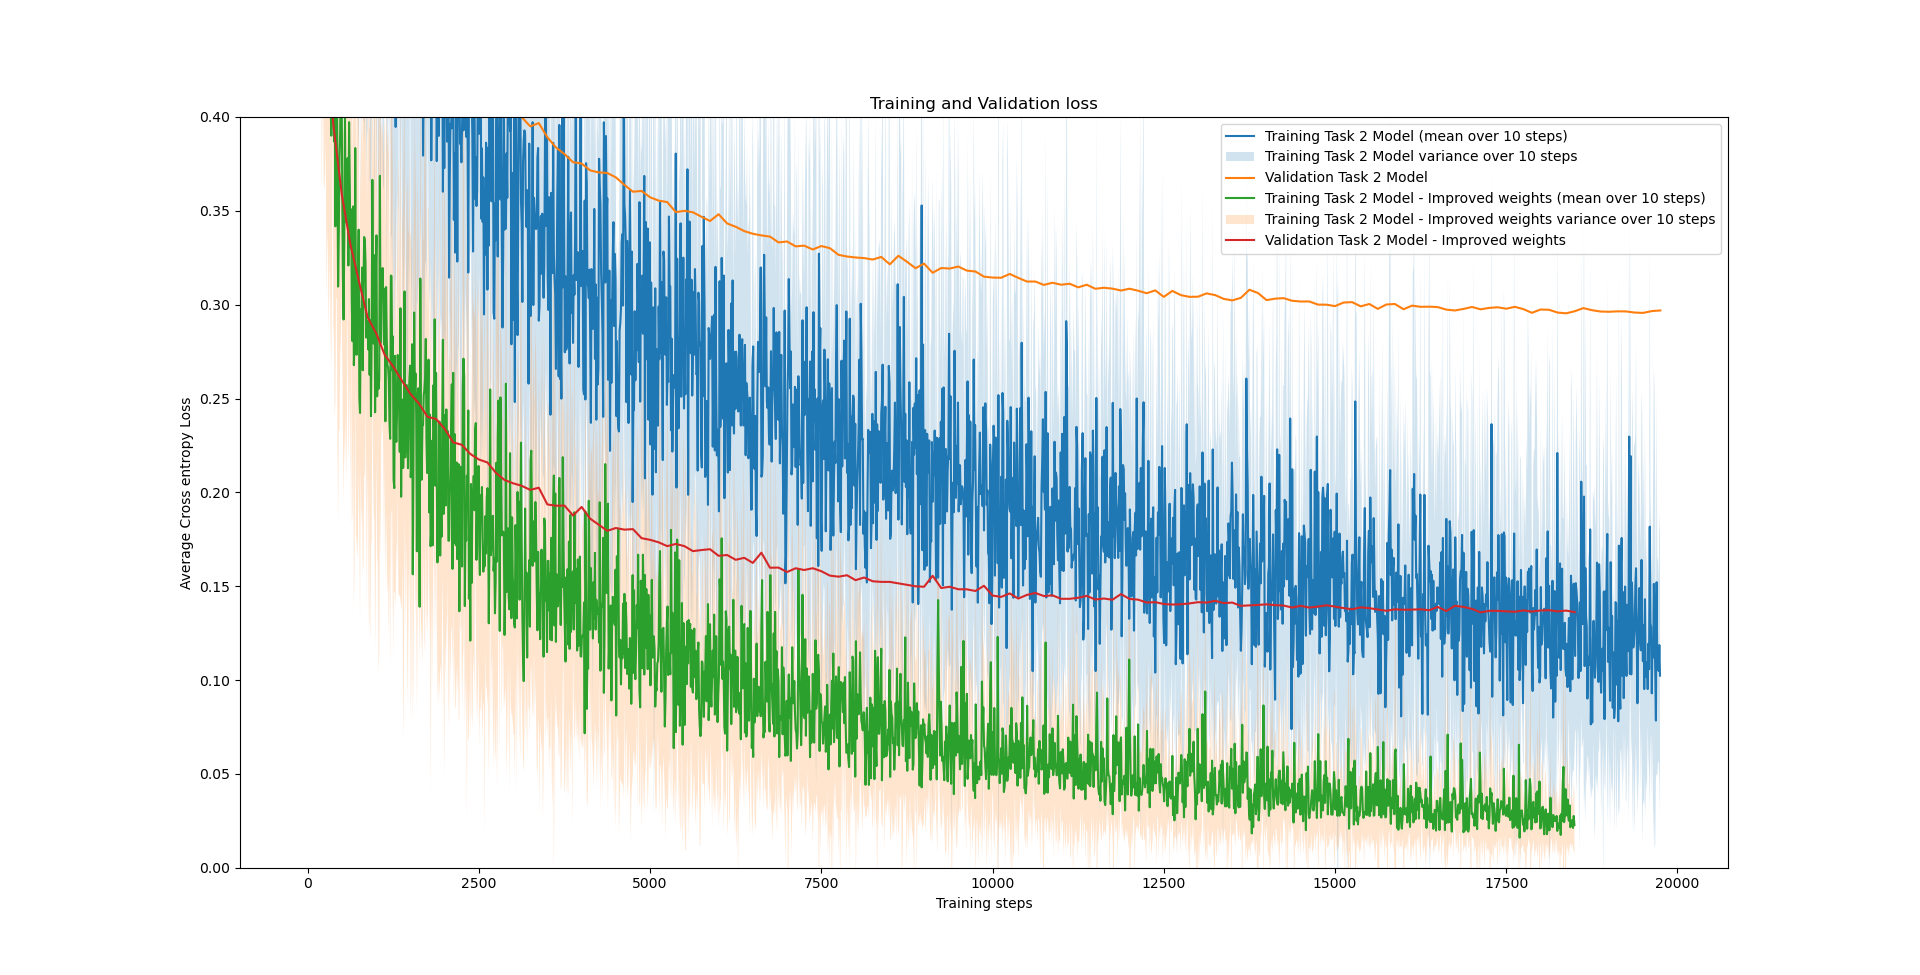 Training and Validation loss
Training Task 2 Model (mean over 10 steps)
Training Task 2 Model variance over 10 steps
Validation Task 2 Model
Training Task 2 Model - Improved weights (mean over 10 steps)
Training Task 2 Model - Improved weights variance over 10 steps
Validation Task 2 Model - Improved weights
Average Cross entropy Loss
0.40
0.35
0.30
0.25
0.20
0.15
0.10
0.05
0.00
0 2500 5000 7500 10000 12500 15000 17500 20000
Training steps